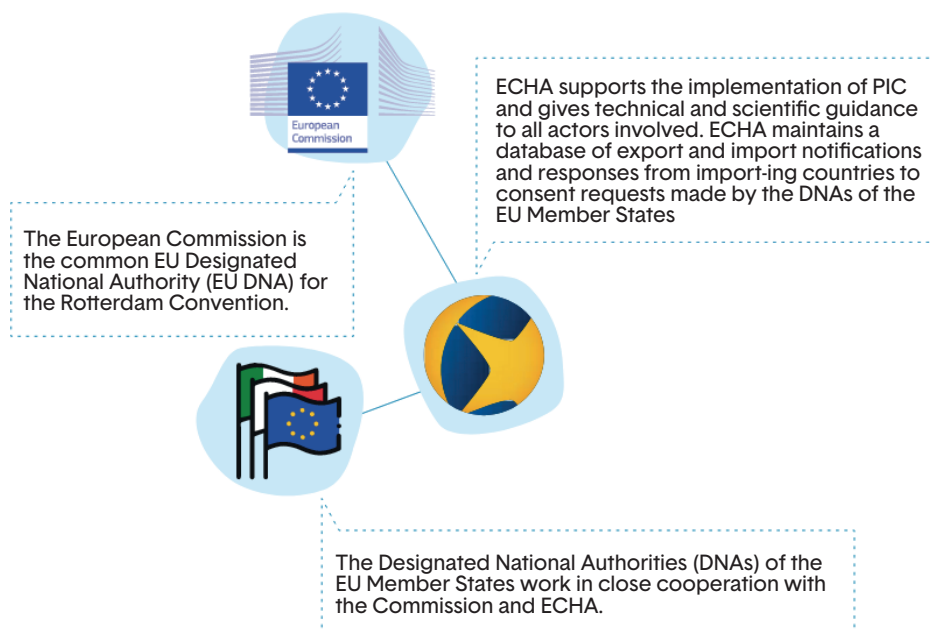 European
Commission
ECHA supports the implementation of PIC
and gives technical and scientific guidance
to all actors involved. ECHA maintains a
database of export and import notifications
and responses from import-ing countries to
consent requests made by the DNAs of the
EU Member States
The European Commission is
the common EU Designated
National Authority (EU DNA) for
the Rotterdam Convention.
The Designated National Authorities (DNAs) of the
EU Member States work in close cooperation with
the Commission and ECHA.